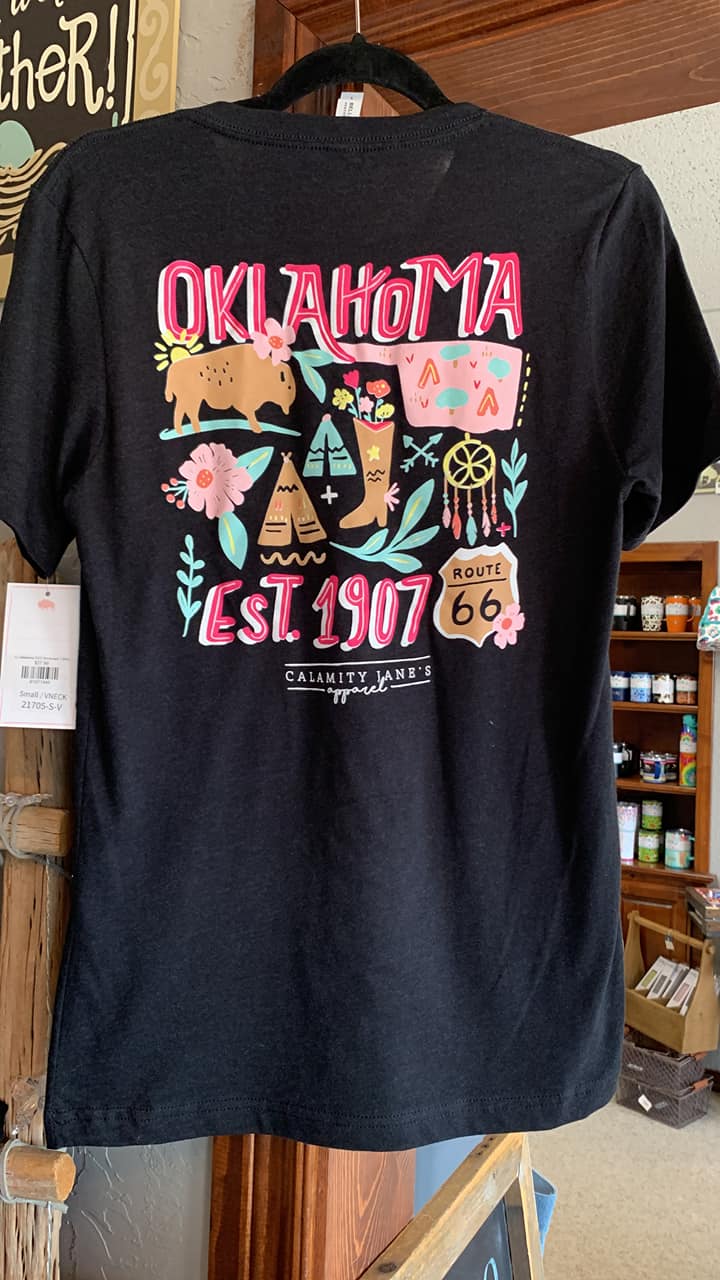 theR!
OKLAHOMA
EST. 1907
ROUTE
66
CALAMITY JANE'S
apparel
Small / VNECK
21705-S-V